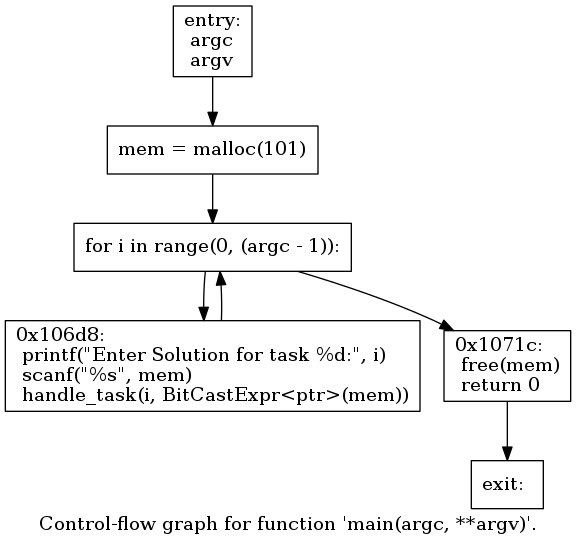 entry:
argc
argv
mem = malloc(101)
for i in range(0, (argc - 1)):
0x106d8:
printf("Enter Solution for task %d:", i)
scanf("%s", mem)
handle_task(i, BitCastExpr<ptr>(mem))
0x1071c:
free(mem)
return 0
exit:
Control-flow graph for function 'main(argc, **argv)'.